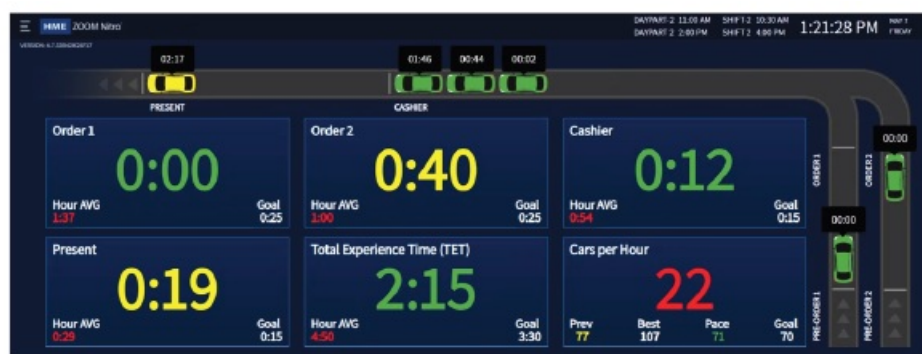 HME ZOOM Nitro
DAYPART-2 11:00 AM SHIFT-2 10:30 AM
DAYPART 2 2:00 PM SHIFT 2 4:00 PM
1:21:28 PM
MAY 7
FRIDAY
02:17
01:46 00:44 00:02
PRESENT
CASHIER
Order 1
0:00
Hour AVG
1:37
Goal
0:25
Order 2
0:40
Hour AVG
1:00
Goal
0:25
Cashier
0:12
Hour AVG
0:54
Goal
0:15
Present
0:19
Hour AVG
0:29
Goal
0:15
Total Experience Time (TET)
2:15
Hour AVG
4:50
Goal
3:30
Cars per Hour
22
Prev Best Pace Goal
77 107 71 70
ORDER 1
ORDER 2
00:00
00:00
PRE-ORDER 1
PRE-ORDER 2